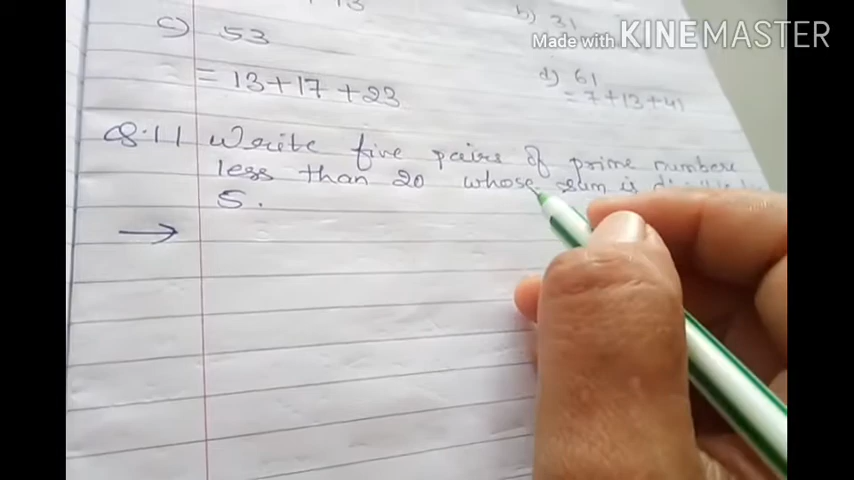 b) 31
Made with KINEMASTER
c) 53
= 13+17+23
d) 61
= 7+13+41
Q.11 Write five pairs of prime numbers
less than 20 whose sum is
5.
→